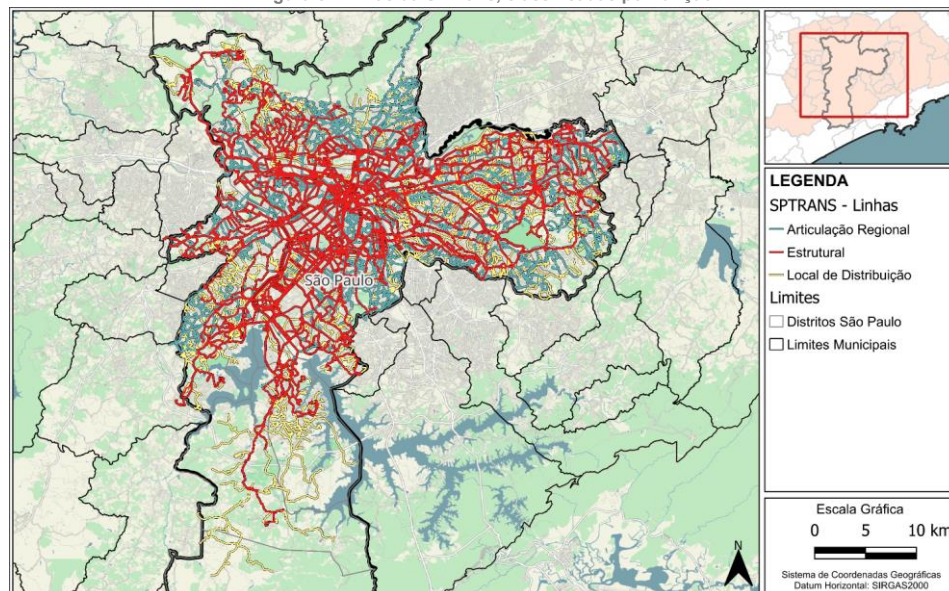 São Paulo
LEGENDA
SPTRANS - Linhas
Articulação Regional
Estrutural
Local de Distribuição
Limites
Distritos São Paulo
Limites Municipais
Escala Gráfica
0 5 10 km
N
Sistema de Coordenadas Geográficas
Datum Horizontal: SIRGAS2000